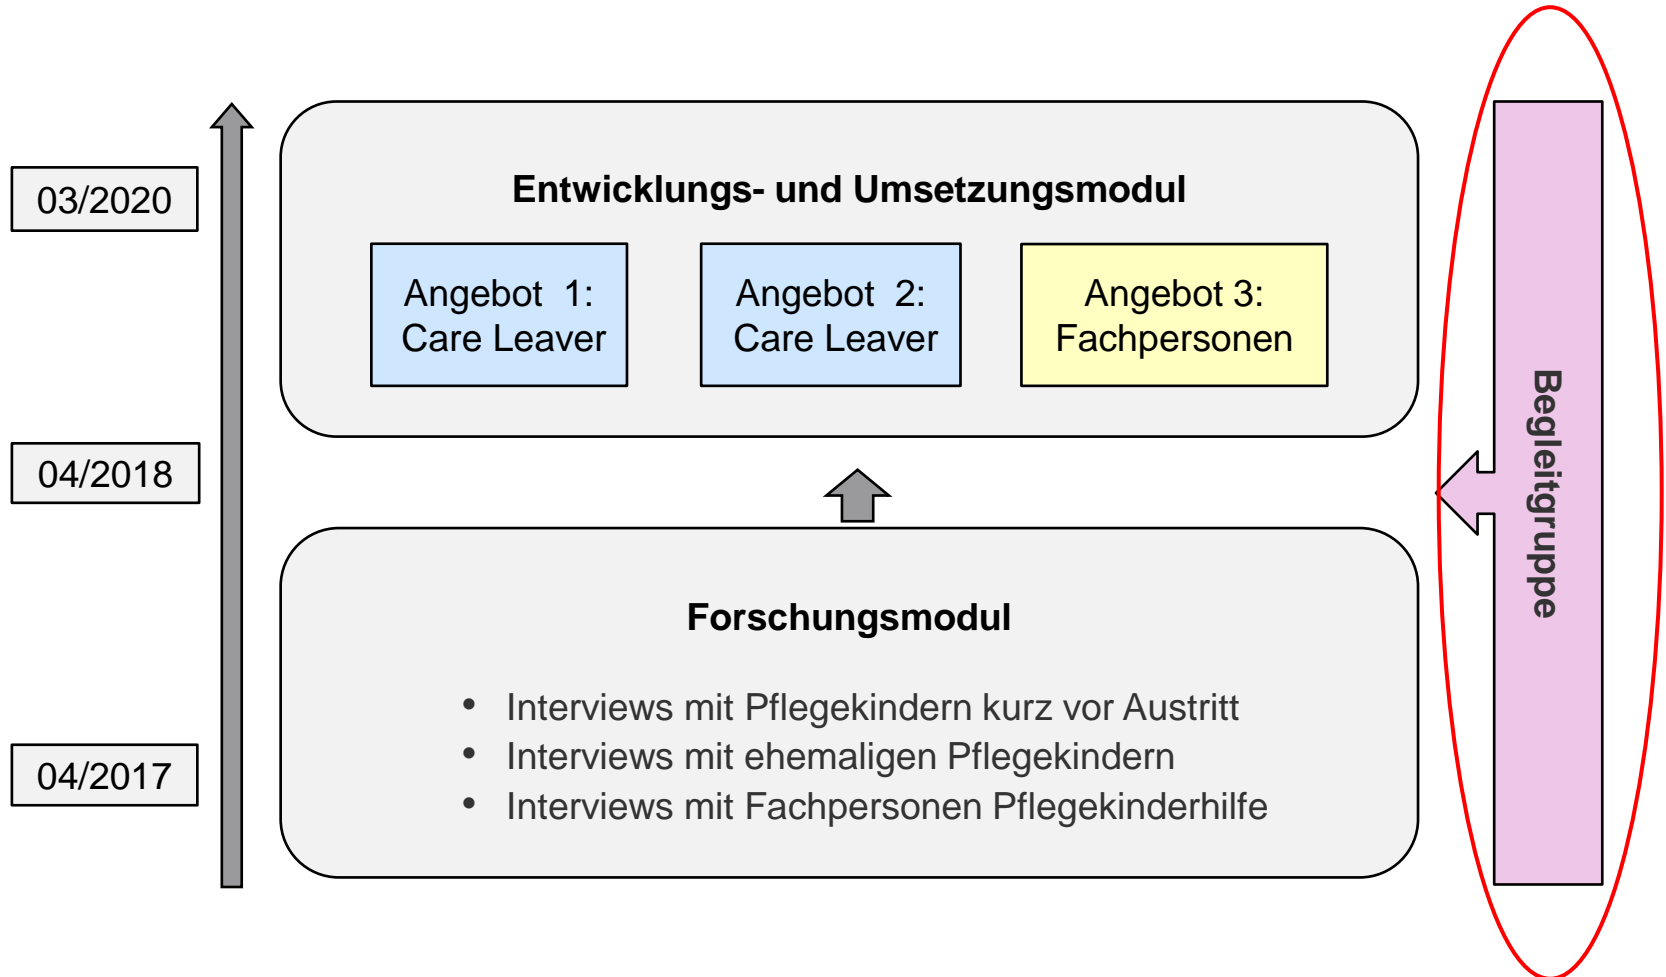 03/2020
04/2018
04/2017
Entwicklungs- und Umsetzungsmodul
Angebot 1:
Care Leaver
Angebot 2:
Care Leaver
Angebot 3:
Fachpersonen
Forschungsmodul
• Interviews mit Pflegekindern kurz vor Austritt
• Interviews mit ehemaligen Pflegekindern
• Interviews mit Fachpersonen Pflegekinderhilfe
Begleitgruppe